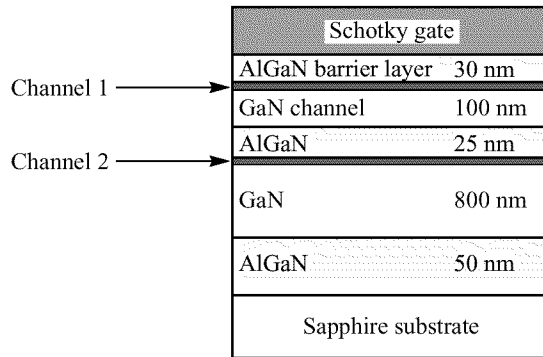 Schotky gate
AlGaN barrier layer 30 nm
Channel 1
GaN channel 100 nm
AlGaN 25 nm
Channel 2
GaN 800 nm
AlGaN 50 nm
Sapphire substrate